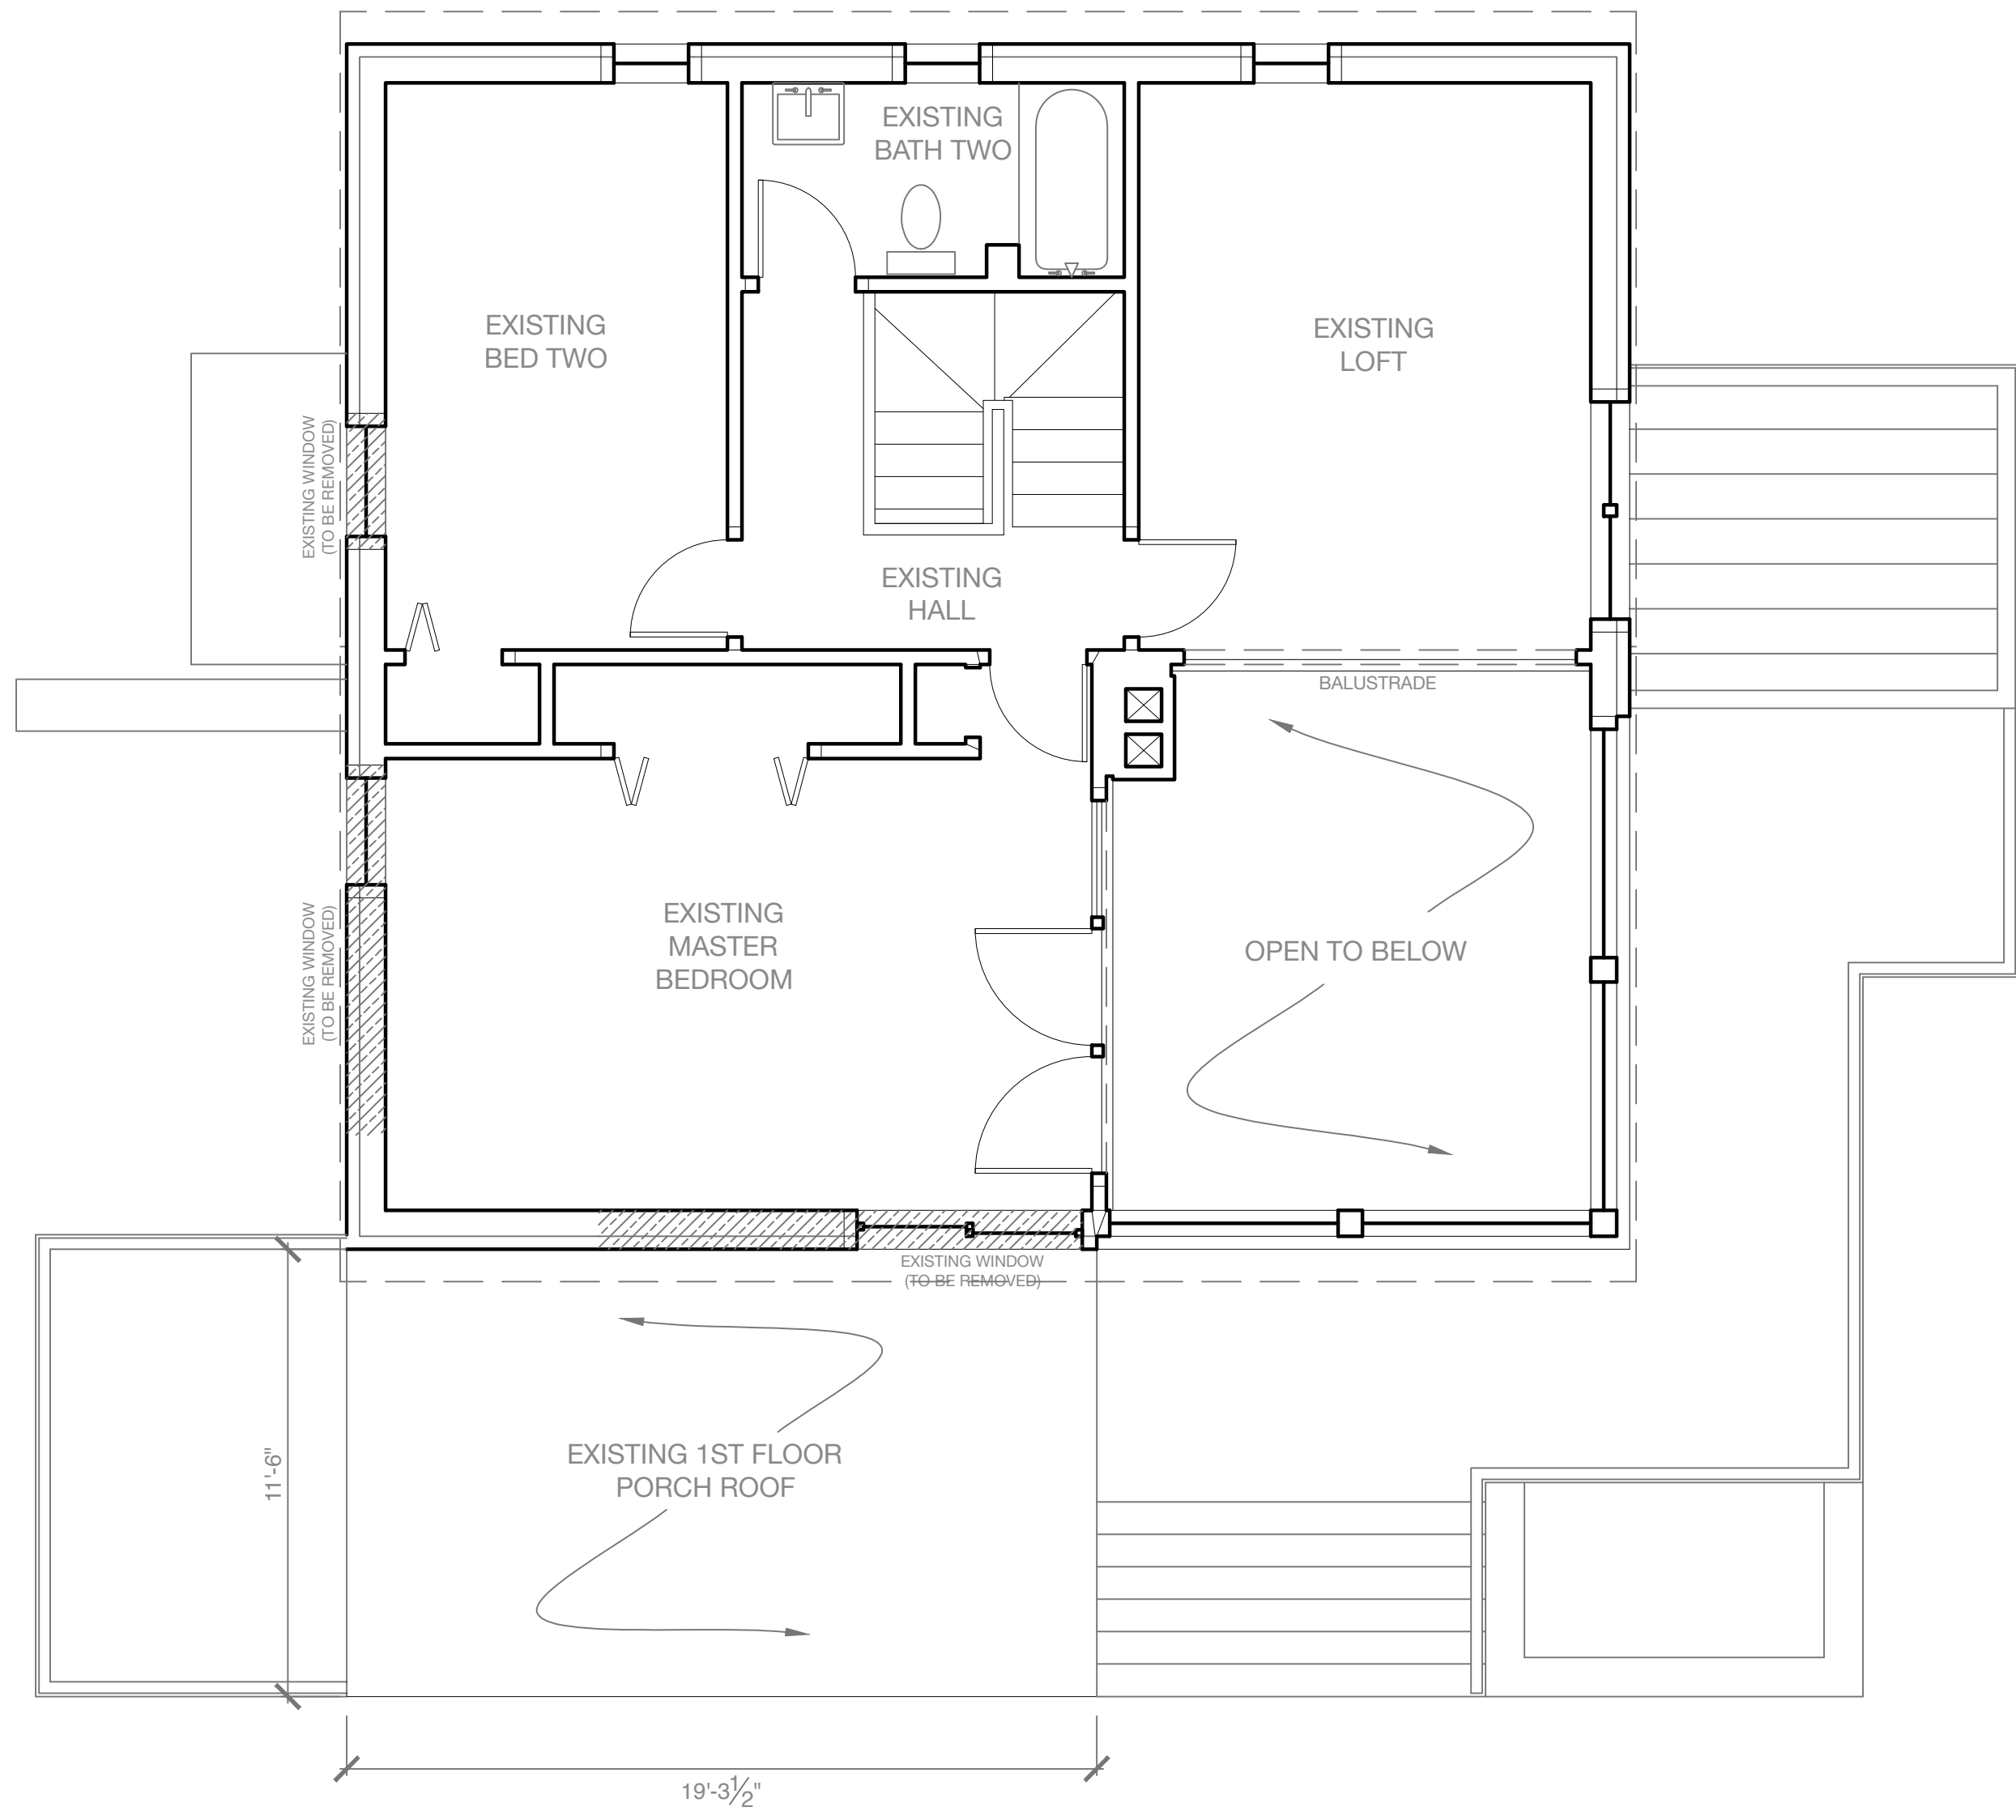 EXISTING
BATH TWO
EXISTING
BED TWO
EXISTING
LOFT
EXISTING WINDOW
(TO BE REMOVED)
EXISTING
HALL
BALUSTRADE
EXISTING
MASTER
BEDROOM
OPEN TO BELOW
EXISTING WINDOW
(TO BE REMOVED)
EXISTING WINDOW
(TO BE REMOVED)
EXISTING 1ST FLOOR
PORCH ROOF
11'-6"
19'-3 1/2"